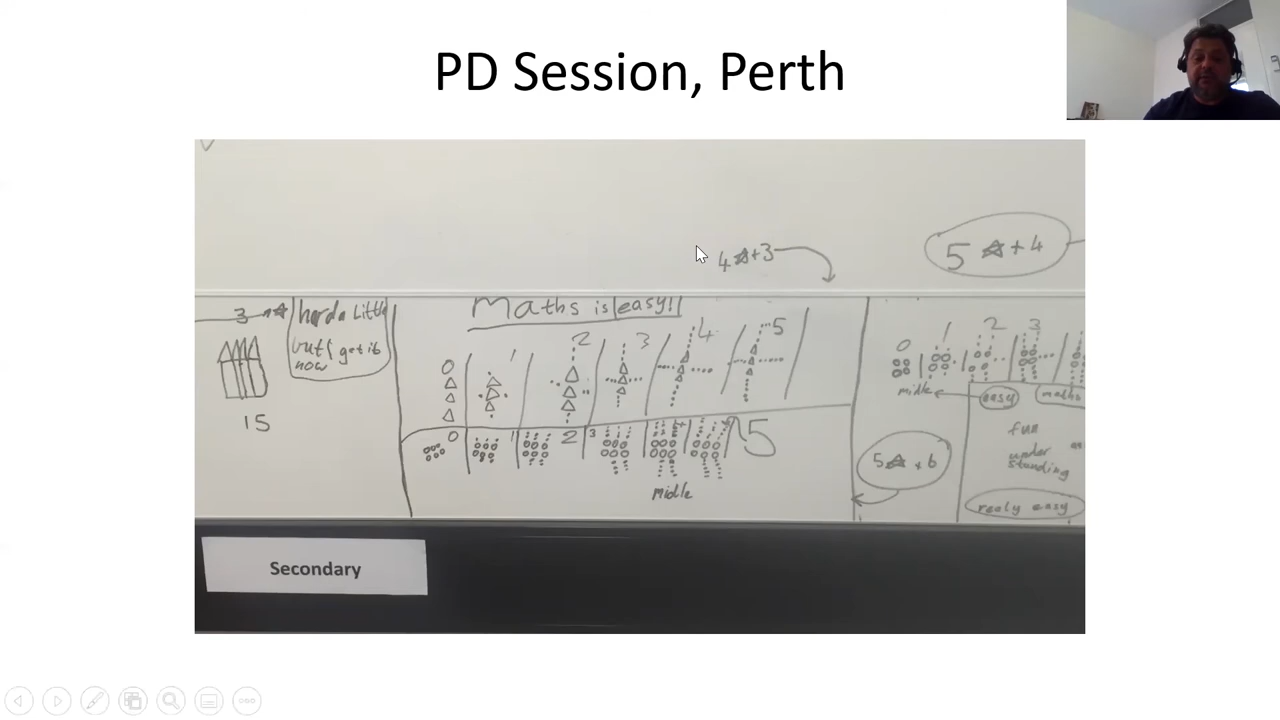 PD Session, Perth
4☆+3
5 ☆+4
3
hard a Little
but I get it
now
15
Maths is easy!!
0 1 2 3 4 5
0 1 2 3 5
midle
0 1 2 3
midle
easy
maths
fun
under
standing
realy easy
5☆+6
Secondary